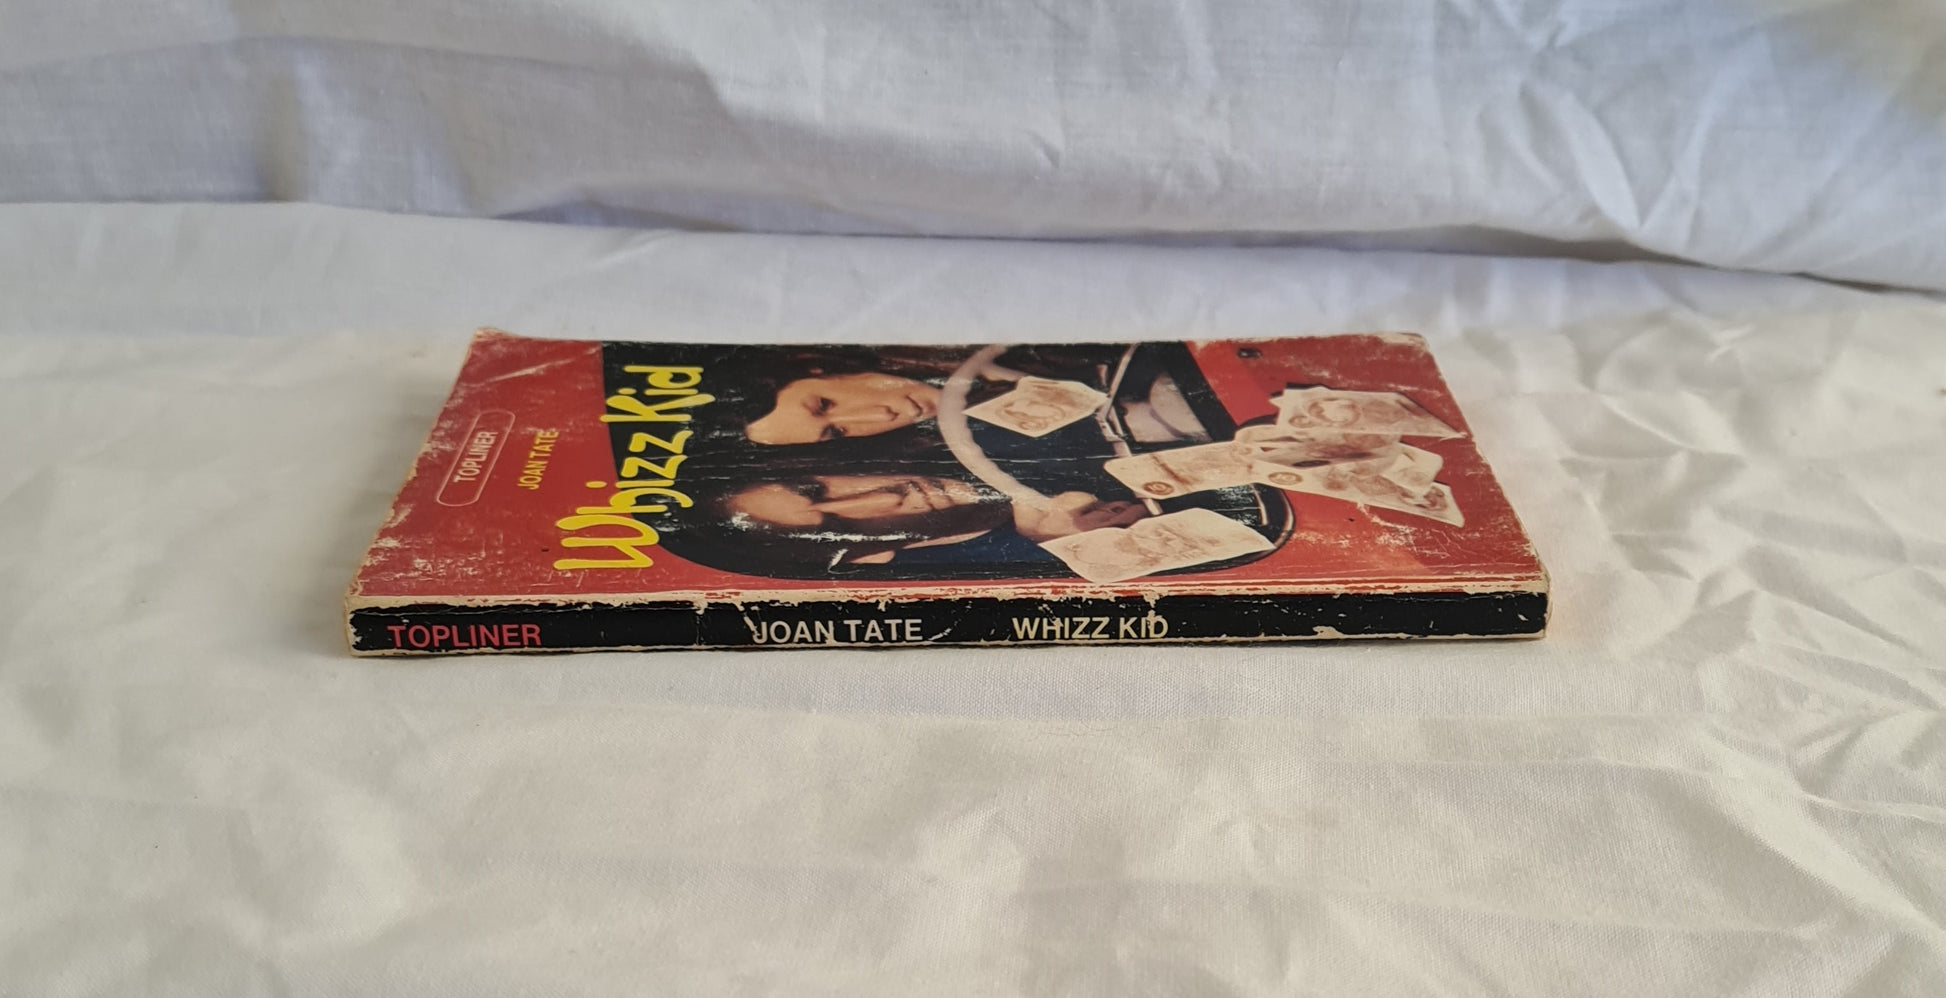 TOPLINER
JOAN TATE
Whizz Kid
TOPLINER JOAN TATE WHIZZ KID